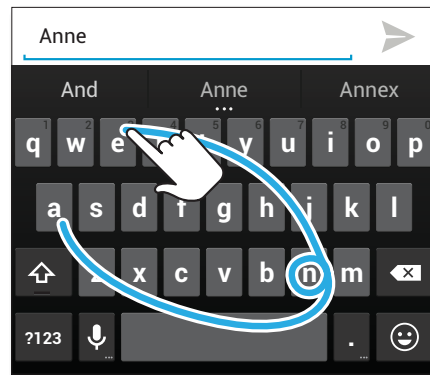 Anne
And Anne Annex
1 2 3 4 5 6 7 8 9 0
q w e t y u i o p
a s d f g h j k l
z x c v b n m
?123 .